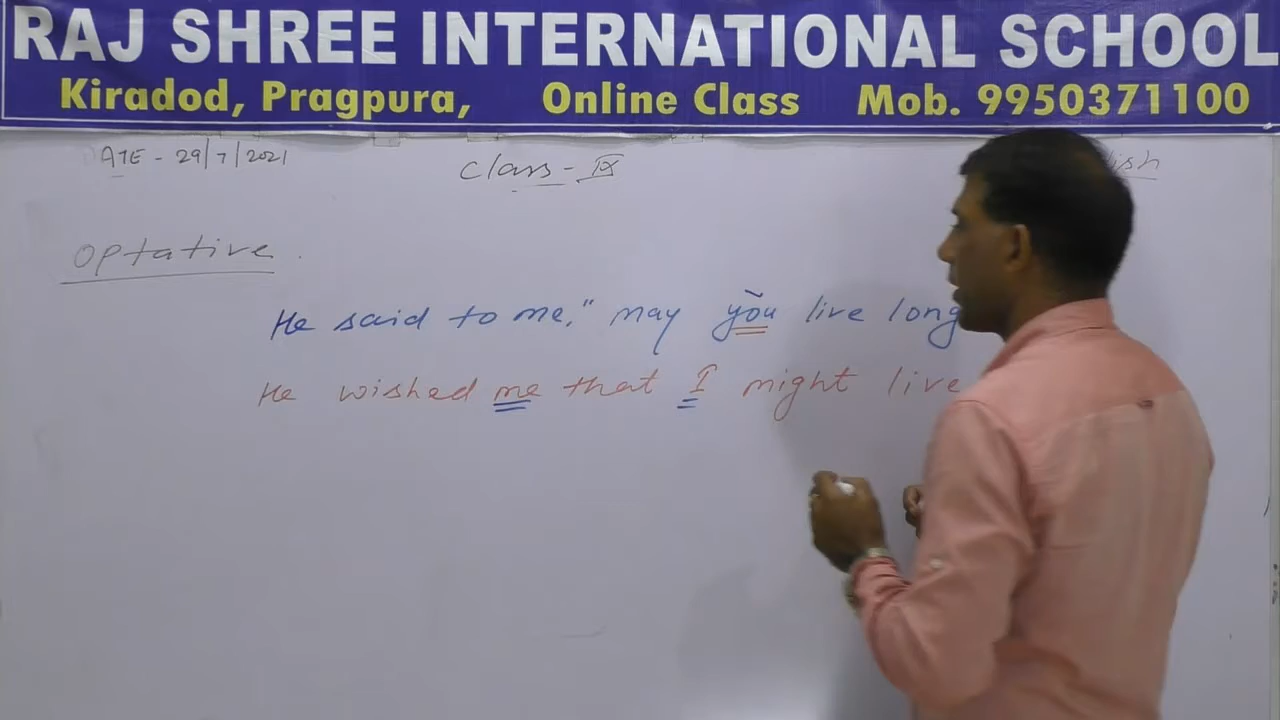 RAJ SHREE INTERNATIONAL SCHOOL
Kiradod, Pragpura, Online Class Mob. 9950371100
ATE - 29/7/2021 Class - IX lish
Optative
He said to me, " may you live long
He wished me that I might live